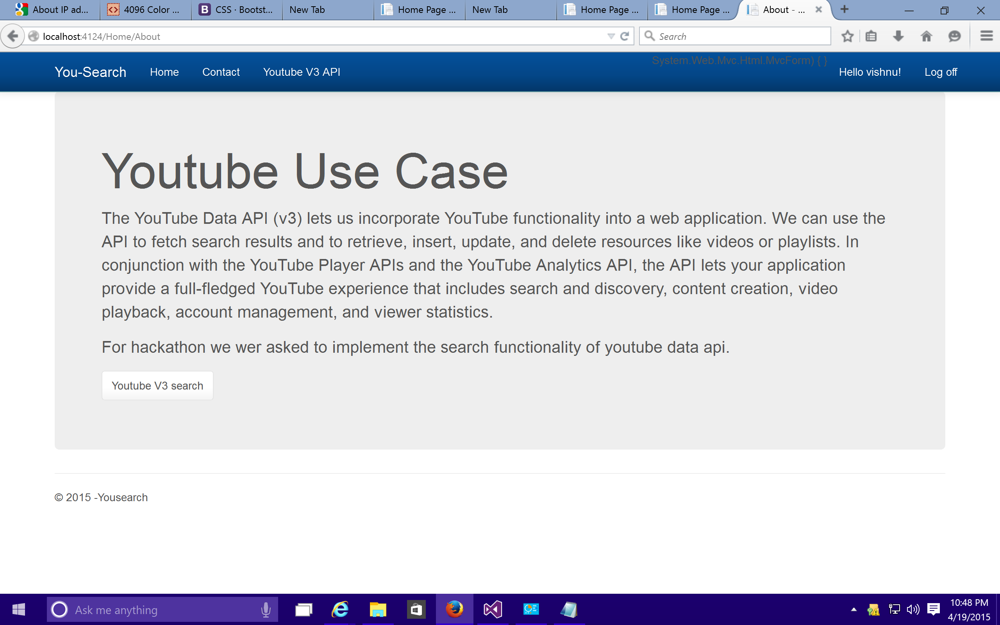 About IP ad...
4096 Color ...
CSS · Bootst...
New Tab
Home Page ...
New Tab
Home Page ...
Home Page ...
About - ...
localhost:4124/Home/About
Search
System.Web.Mvc.Html.MvcForm) { }
You-Search
Home
Contact
Youtube V3 API
Hello vishnu!
Log off
Youtube Use Case
The YouTube Data API (v3) lets us incorporate YouTube functionality into a web application. We can use the
API to fetch search results and to retrieve, insert, update, and delete resources like videos or playlists. In
conjunction with the YouTube Player APIs and the YouTube Analytics API, the API lets your application
provide a full-fledged YouTube experience that includes search and discovery, content creation, video
playback, account management, and viewer statistics.
For hackathon we wer asked to implement the search functionality of youtube data api.
Youtube V3 search
© 2015 -Yousearch
Ask me anything
10:48 PM
4/19/2015